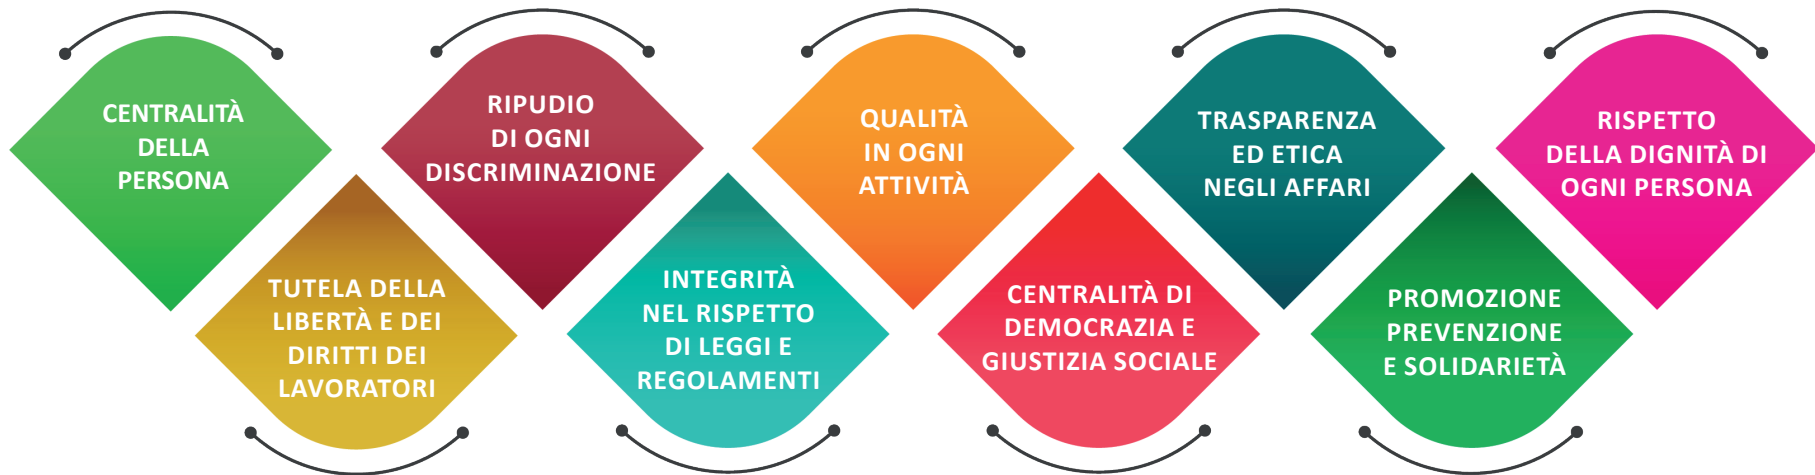 CENTRALITÀ
DELLA
PERSONA
TUTELA DELLA
LIBERTÀ E DEI
DIRITTI DEI
LAVORATORI
RIPUDIO
DI OGNI
DISCRIMINAZIONE
INTEGRITÀ
NEL RISPETTO
DI LEGGI E
REGOLAMENTI
QUALITÀ
IN OGNI
ATTIVITÀ
CENTRALITÀ DI
DEMOCRAZIA E
GIUSTIZIA SOCIALE
TRASPARENZA
ED ETICA
NEGLI AFFARI
PROMOZIONE
PREVENZIONE
E SOLIDARIETÀ
RISPETTO
DELLA DIGNITÀ DI
OGNI PERSONA